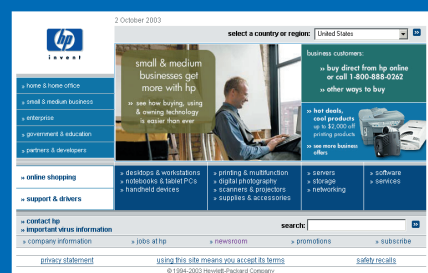 2 October 2003
hp
invent
select a country or region: United States
» home & home office
» small & medium business
» enterprise
» government & education
» partners & developers
small & medium
businesses get
more with hp
» see how buying, using
& owning technology
is easier than ever
business customers:
» buy direct from hp online
or call 1-800-888-0262
» other ways to buy
» hot deals,
cool products
up to $2,000 off
printing products
» see more business
offers
» online shopping
» support & drivers
» desktops & workstations
» notebooks & tablet PCs
» handheld devices
» printing & multifunction
» digital photography
» scanners & projectors
» supplies & accessories
» servers
» storage
» networking
» software
» services
» contact hp
» important virus information
search:
» company information
» jobs at hp
» newsroom
» promotions
» subscribe
privacy statement
using this site means you accept its terms
safety recalls
© 1994-2003 Hewlett-Packard Company